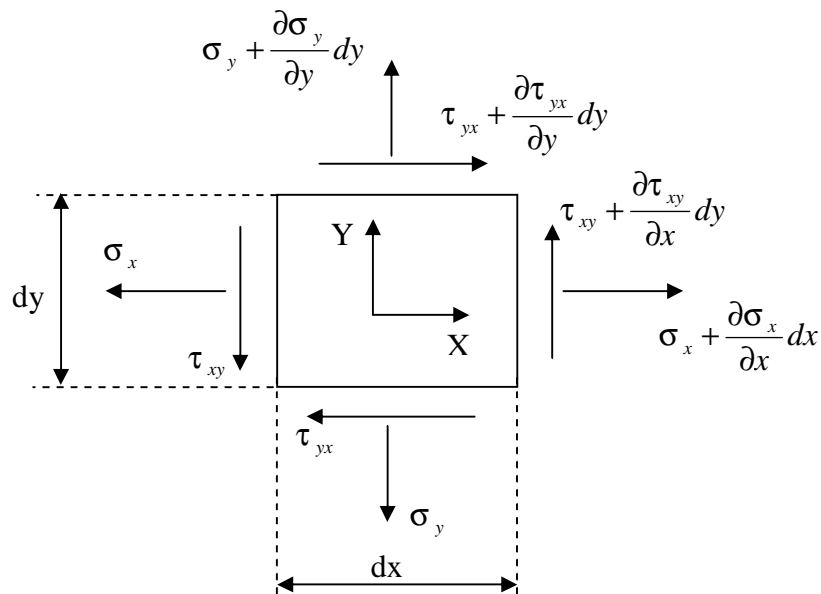 σ_y + ∂σ_y/∂y dy
τ_yx + ∂τ_yx/∂y dy
τ_xy + ∂τ_xy/∂x dy
Y
σ_x
dy
X
σ_x + ∂σ_x/∂x dx
τ_xy
τ_yx
σ_y
dx